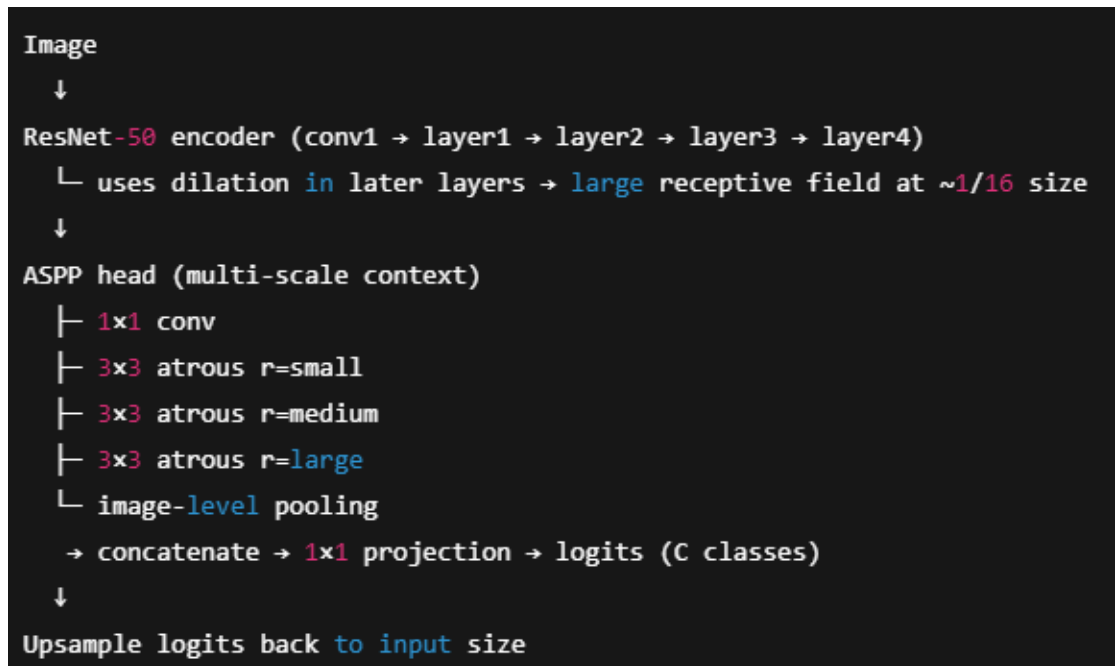 Image
↓
ResNet-50 encoder (conv1 → layer1 → layer2 → layer3 → layer4)
└─ uses dilation in later layers → large receptive field at ~1/16 size
↓
ASPP head (multi-scale context)
├─ 1×1 conv
├─ 3×3 atrous r=small
├─ 3×3 atrous r=medium
├─ 3×3 atrous r=large
└─ image-level pooling
→ concatenate → 1×1 projection → logits (C classes)
↓
Upsample logits back to input size